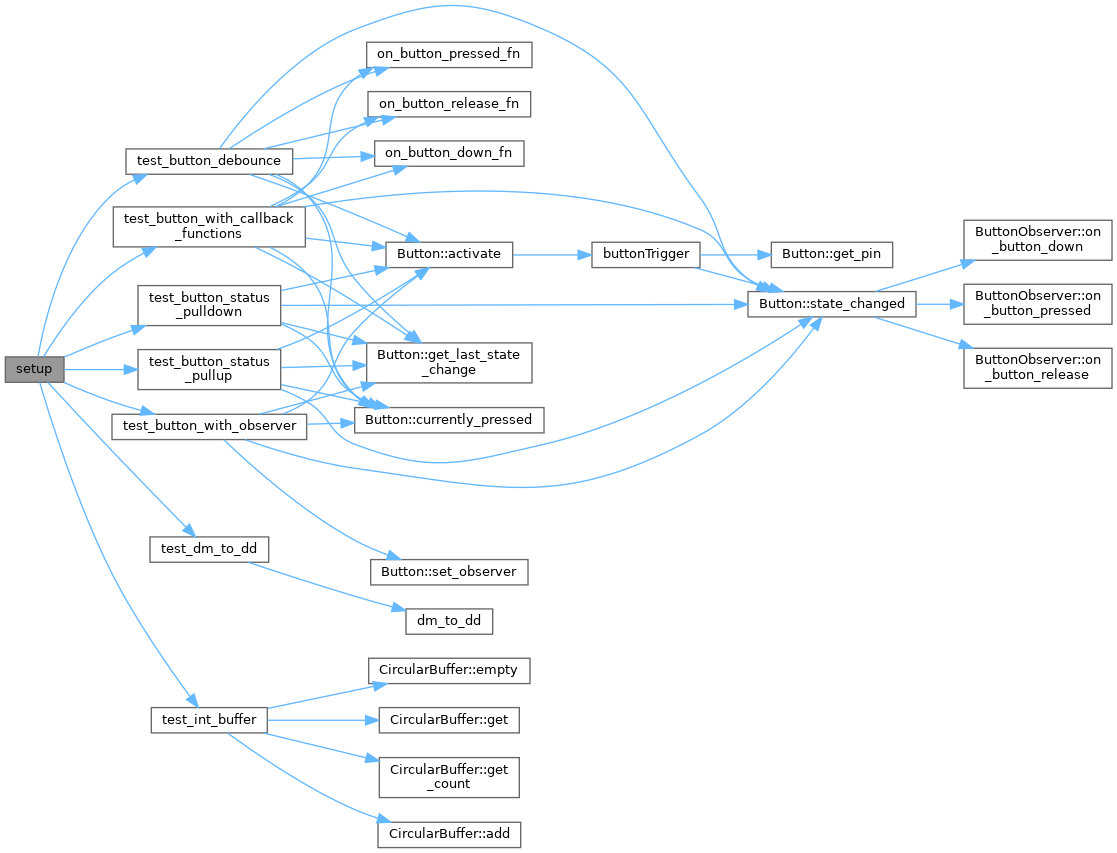 setup
test_button_debounce
test_button_with_callback
_functions
test_button_status
_pulldown
test_button_status
_pullup
test_button_with_observer
test_dm_to_dd
test_int_buffer
on_button_pressed_fn
on_button_release_fn
on_button_down_fn
Button::activate
Button::get_last_state
_change
Button::currently_pressed
Button::set_observer
dm_to_dd
CircularBuffer::empty
CircularBuffer::get
CircularBuffer::get
_count
CircularBuffer::add
buttonTrigger
Button::get_pin
Button::state_changed
ButtonObserver::on
_button_down
ButtonObserver::on
_button_pressed
ButtonObserver::on
_button_release